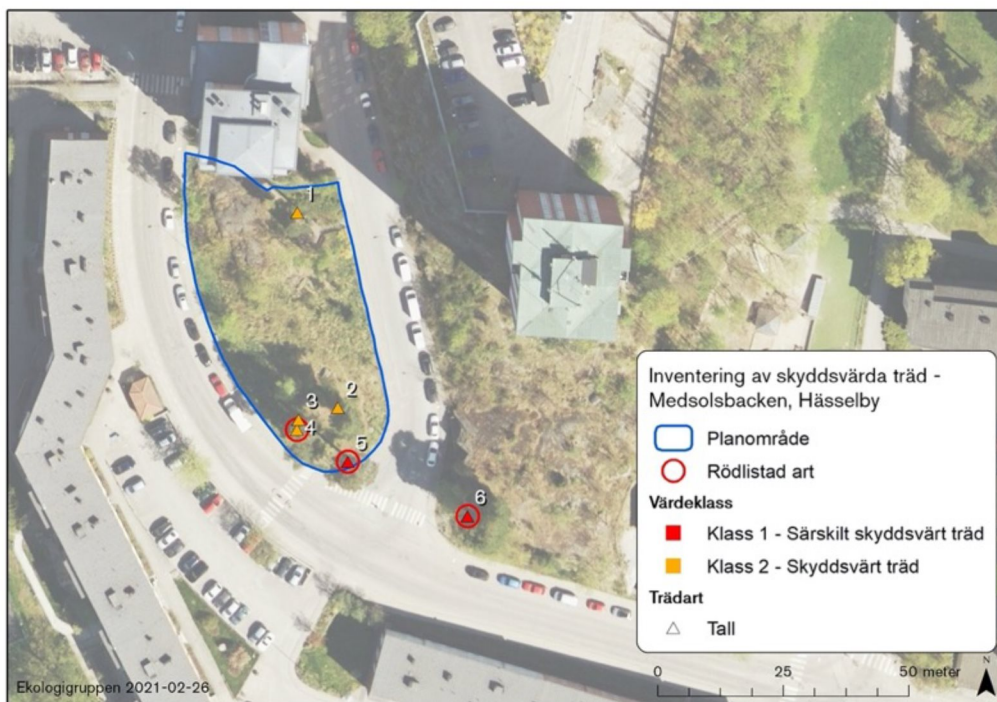 1
2
3
4
5
6
Inventering av skyddsvärda träd -
Medsolsbacken, Hässelby
Planområde
Rödlistad art
Värdeklass
Klass 1 - Särskilt skyddsvärt träd
Klass 2 - Skyddsvärt träd
Trädart
Tall
0 25 50 meter
N
Ekologigruppen 2021-02-26